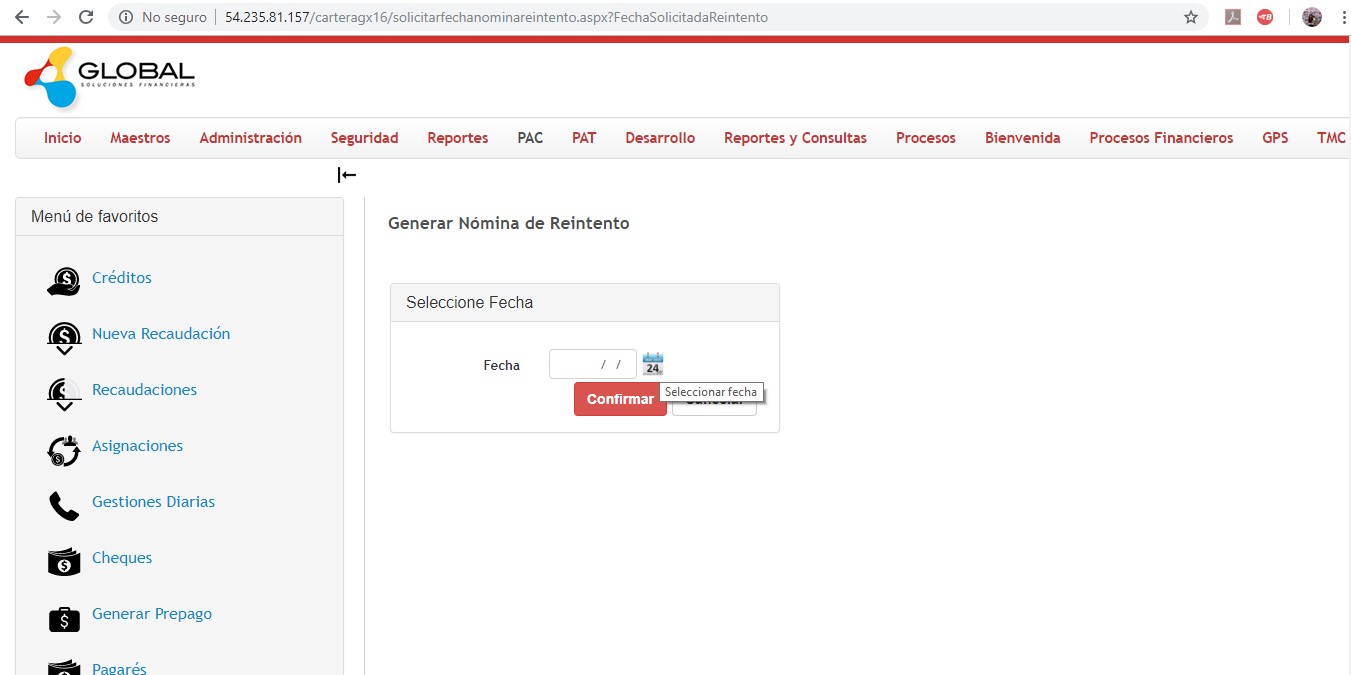 No seguro
54.235.81.157/carteragx16/solicitarfechanominareintento.aspx?FechaSolicitadaReintento
GLOBAL
SOLUCIONES FINANCIERAS
Inicio Maestros Administración Seguridad Reportes PAC PAT Desarrollo Reportes y Consultas Procesos Bienvenida Procesos Financieros GPS TMC
Menú de favoritos
Créditos
Nueva Recaudación
Recaudaciones
Asignaciones
Gestiones Diarias
Cheques
Generar Prepago
Pagarés
Generar Nómina de Reintento
Seleccione Fecha
Fecha / / 24
Seleccionar fecha
Confirmar